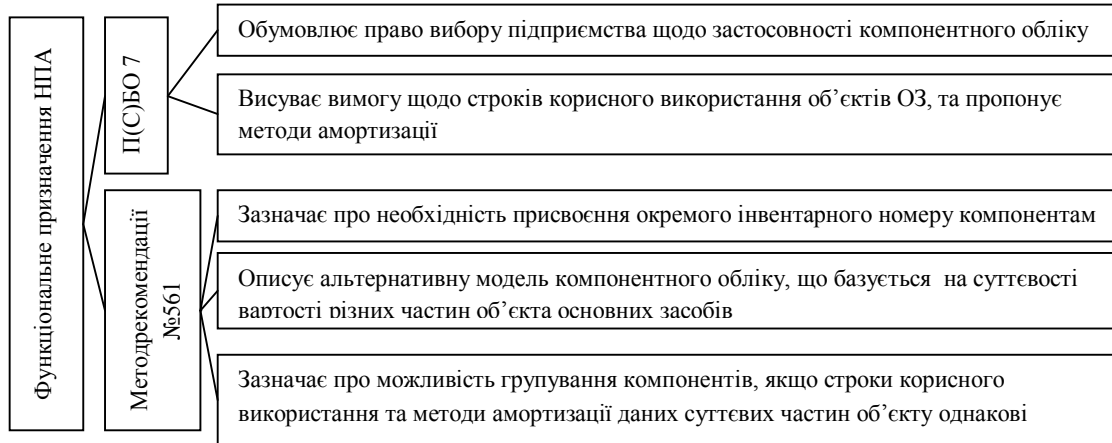 Функціональне призначення НПА
П(С)БО 7
Обумовлює право вибору підприємства щодо застосовності компонентного обліку
Висуває вимогу щодо строків корисного використання об’єктів ОЗ, та пропонує
методи амортизації
Методрекомендації
№561
Зазначає про необхідність присвоєння окремого інвентарного номеру компонентам
Описує альтернативну модель компонентного обліку, що базується на суттєвості
вартості різних частин об’єкта основних засобів
Зазначає про можливість групування компонентів, якщо строки корисного
використання та методи амортизації даних суттєвих частин об’єкту однакові